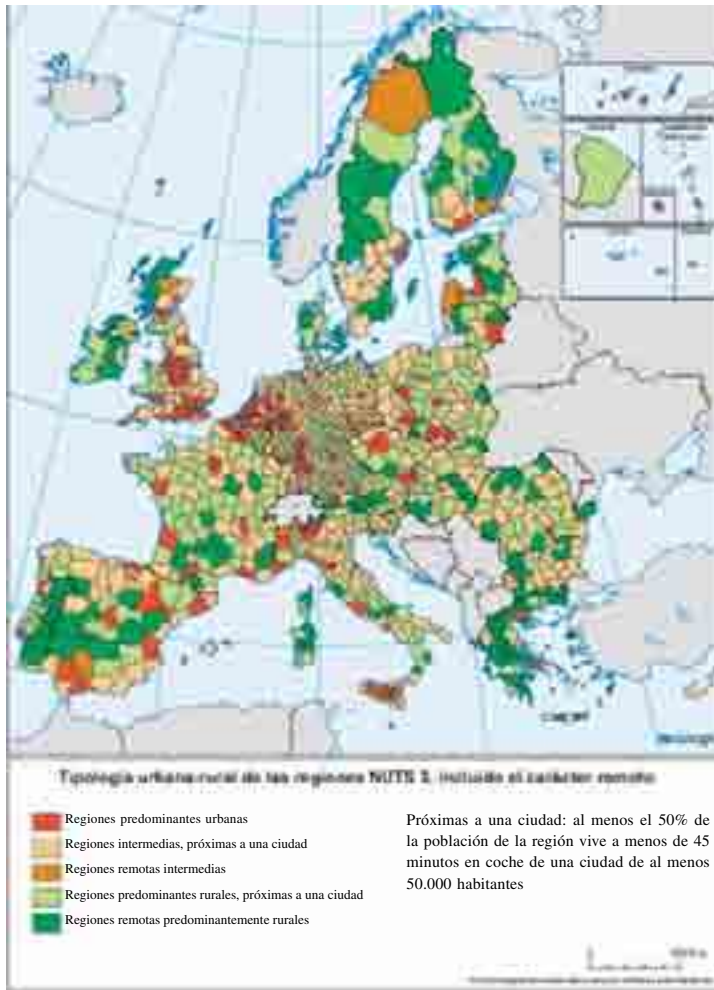 Tipología urbana-rural de las regiones NUTS 3, incluido el carácter remoto
Regiones predominantes urbanas
Regiones intermedias, próximas a una ciudad
Regiones remotas intermedias
Regiones predominantes rurales, próximas a una ciudad
Regiones remotas predominantemente rurales
Próximas a una ciudad: al menos el 50% de
la población de la región vive a menos de 45
minutos en coche de una ciudad de al menos
50.000 habitantes